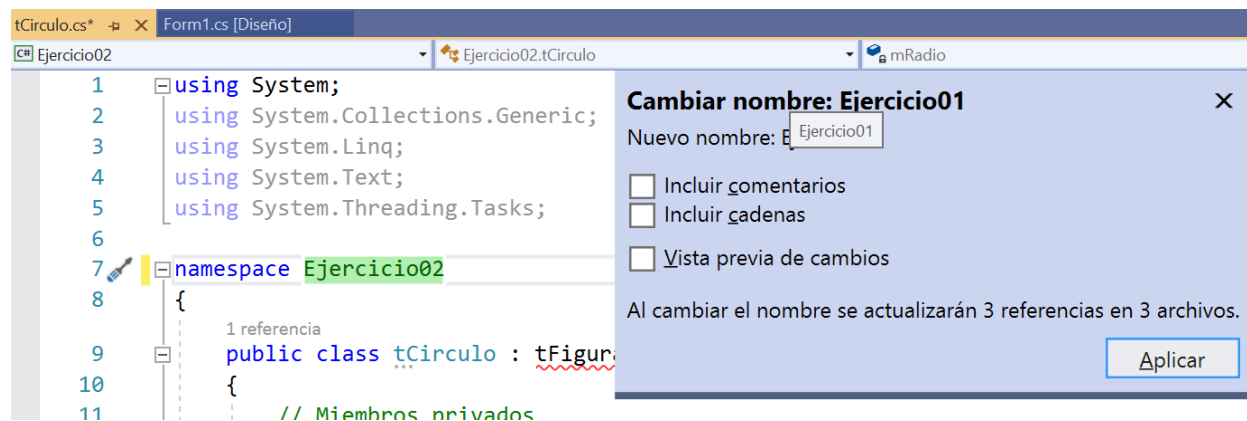 tCirculo.cs* Form1.cs [Diseño]
C# Ejercicio02 Ejercicio02.tCirculo mRadio
1 using System;
2 using System.Collections.Generic;
3 using System.Linq;
4 using System.Text;
5 using System.Threading.Tasks;
6
7 namespace Ejercicio02
8 {
1 referencia
9 public class tCirculo : tFigur
10 {
11 // Miembros privados
Cambiar nombre: Ejercicio01
Nuevo nombre:
Ejercicio01
Incluir comentarios
Incluir cadenas
Vista previa de cambios
Al cambiar el nombre se actualizarán 3 referencias en 3 archivos.
Aplicar